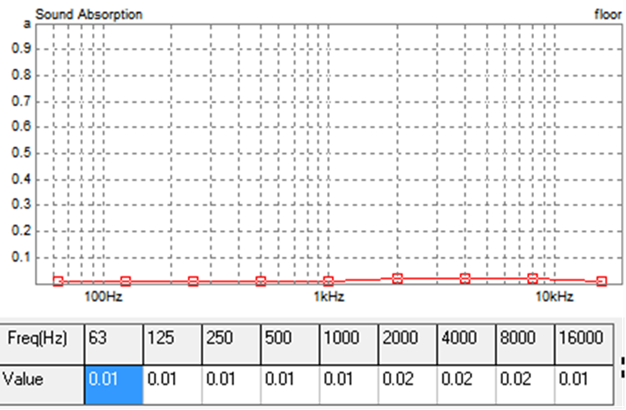 Sound Absorption floor
a
0.9
0.8
0.7
0.6
0.5
0.4
0.3
0.2
0.1
100Hz 1kHz 10kHz
Freq(Hz) 63 125 250 500 1000 2000 4000 8000 16000
Value 0.01 0.01 0.01 0.01 0.01 0.02 0.02 0.02 0.01